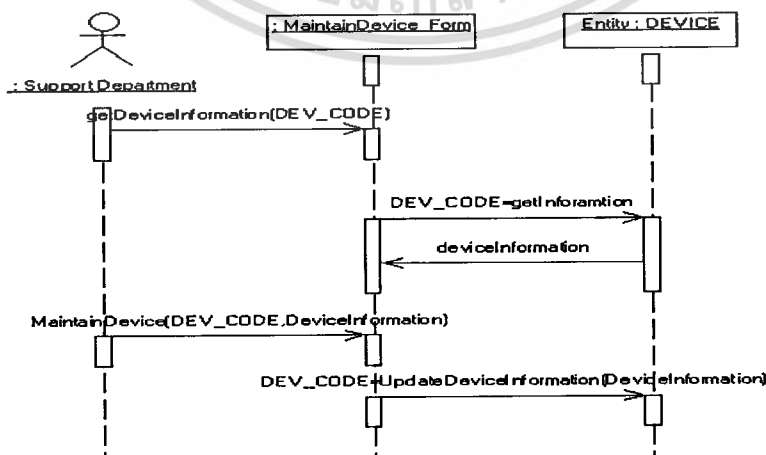 : MaintainDevice_Form
Entity : DEVICE
: Support Department
getDeviceInformation(DEV_CODE)
DEV_CODE=getInforamtion
deviceInformation
MaintainDevice(DEV_CODE,DeviceInformation)
DEV_CODE=UpdateDeviceInformation(DeviceInformation)